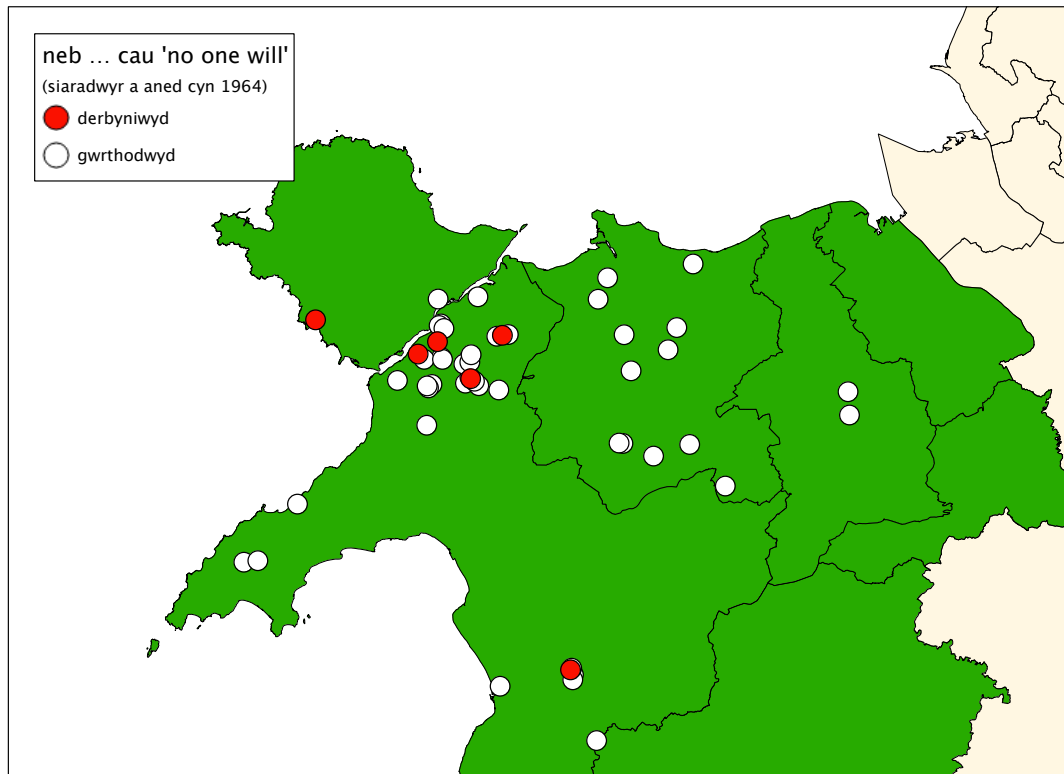 neb … cau 'no one will'
(siaradwyr a aned cyn 1964)
derbyniwyd
gwrthodwyd